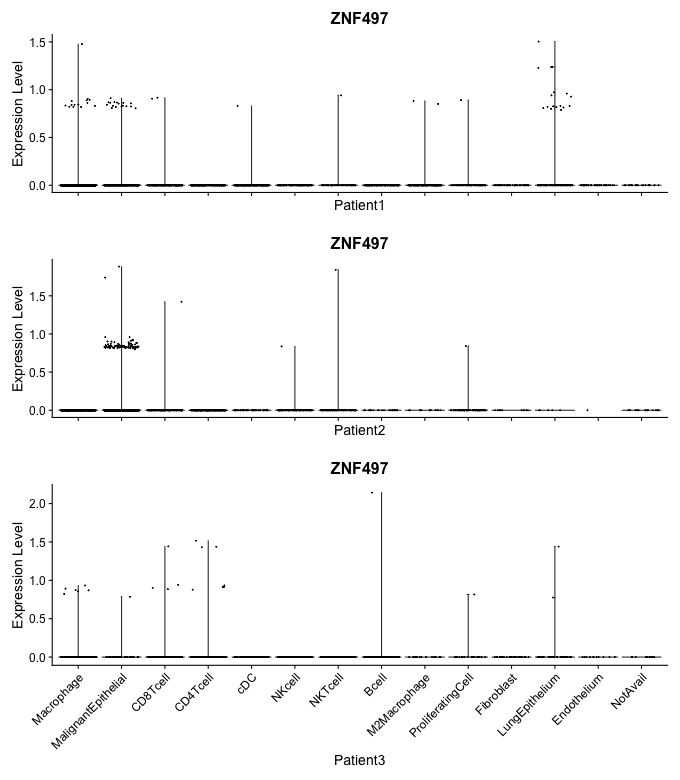 ZNF497
Expression Level
1.5
1.0
0.5
0.0
Patient1
ZNF497
Expression Level
1.5
1.0
0.5
0.0
Patient2
ZNF497
Expression Level
2.0
1.5
1.0
0.5
0.0
Macrophage
MalignantEpithelial
CD8Tcell
CD4Tcell
cDC
NKcell
NKTcell
Bcell
M2Macrophage
ProliferatingCell
Fibroblast
LungEpithelium
Endothelium
NotAvail
Patient3